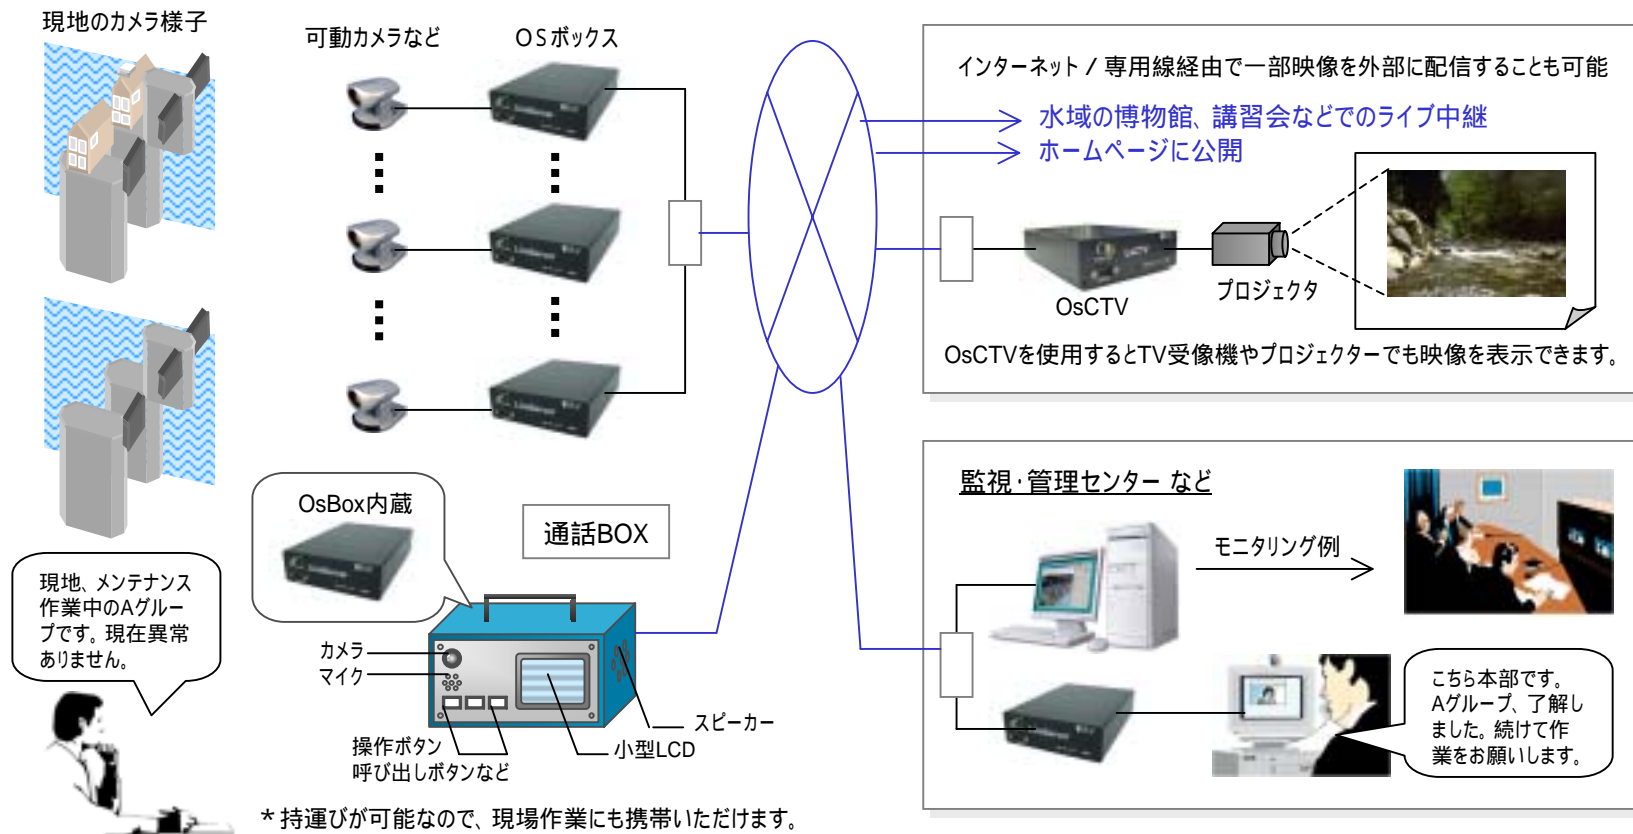 現地のカメラ様子
可動カメラなど
OSボックス
インターネット / 専用線経由で一部映像を外部に配信することも可能
水域の博物館、講習会などでのライブ中継
ホームページに公開
OsCTV
プロジェクタ
OsCTVを使用するとTV受像機やプロジェクターでも映像を表示できます。
OsBox内蔵
通話BOX
現地、メンテナンス
作業中のAグルー
プです。現在異常
ありません。
カメラ
マイク
操作ボタン
呼び出しボタンなど
スピーカー
小型LCD
*持運びが可能なので、現場作業にも携帯いただけます。
監視・管理センター など
モニタリング例
こちら本部です。
Aグループ、了解し
ました。続けて作
業をお願いします。